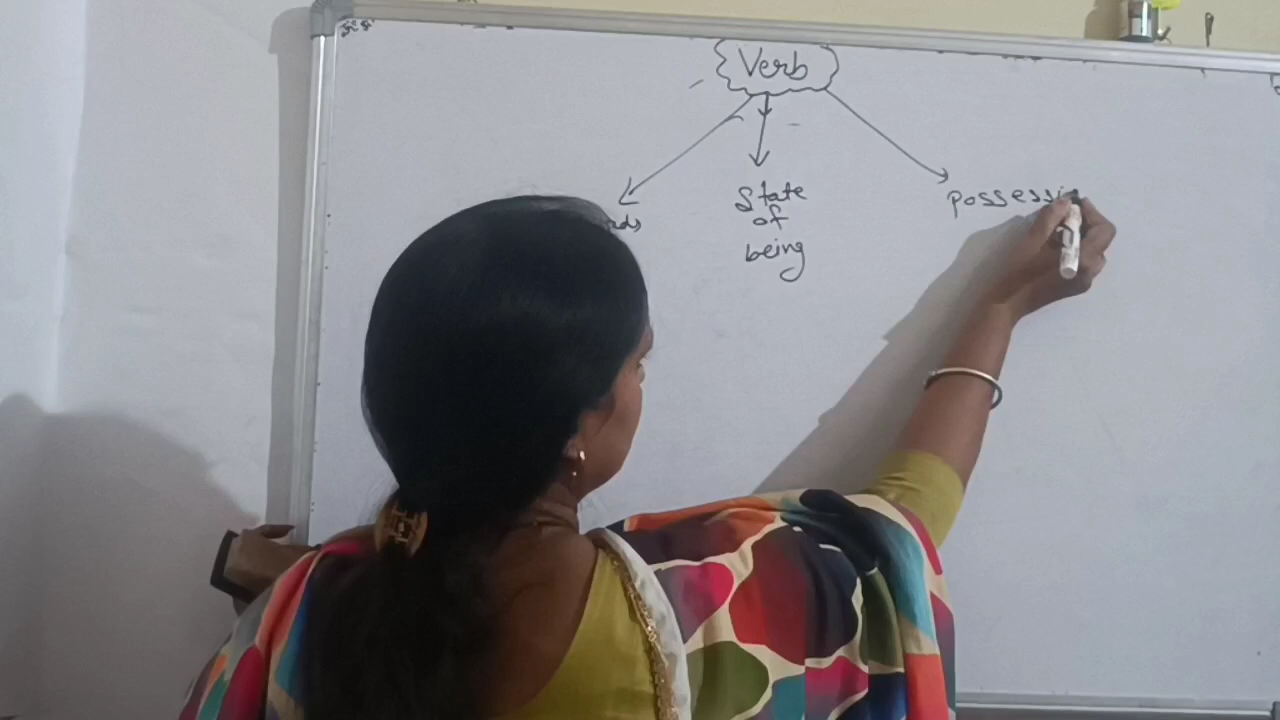 Verb
State
of
being
possessi